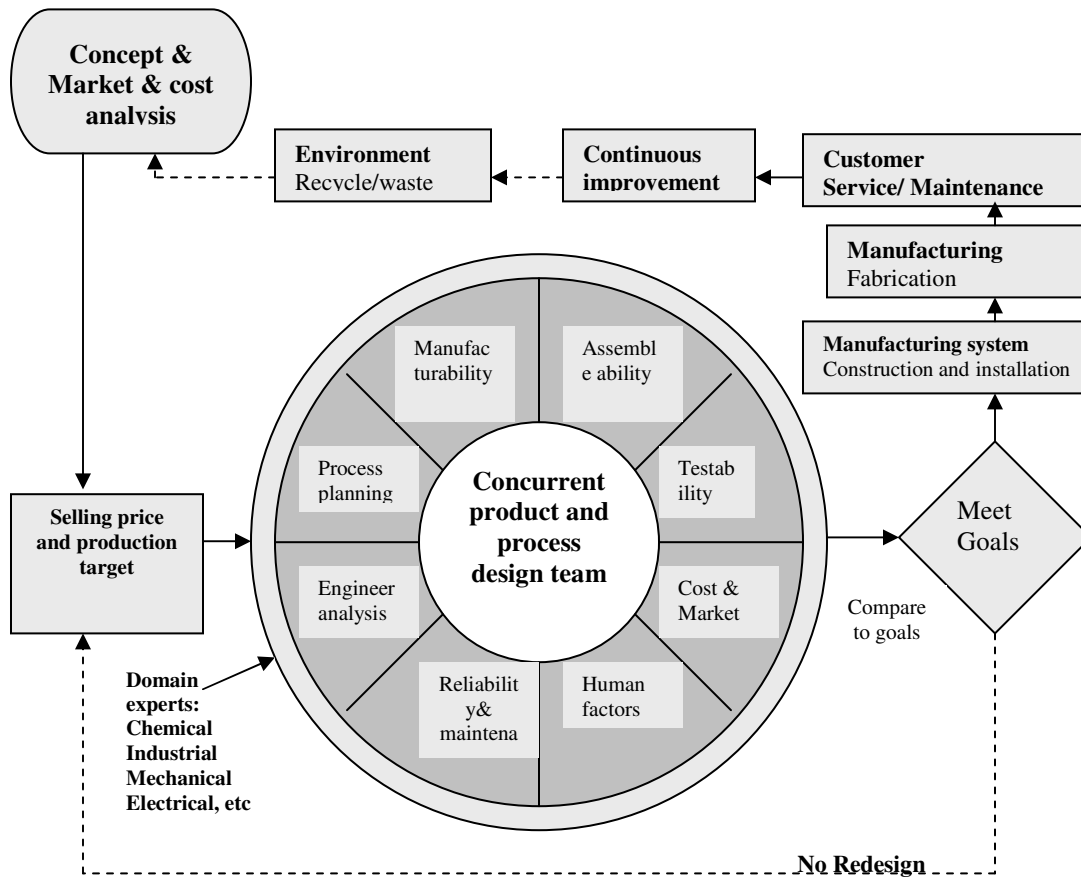 Concept &
Market & cost
analysis
Environment
Recycle/waste
Continuous
improvement
Customer
Service/ Maintenance
Manufacturing
Fabrication
Manufacturing system
Construction and installation
Manufac
turability
Assembl
e ability
Process
planning
Testab
ility
Concurrent
product and
process
design team
Selling price
and production
target
Meet
Goals
Engineer
analysis
Cost &
Market
Compare
to goals
Reliabilit
y&
maintena
Human
factors
Domain
experts:
Chemical
Industrial
Mechanical
Electrical, etc
No Redesign